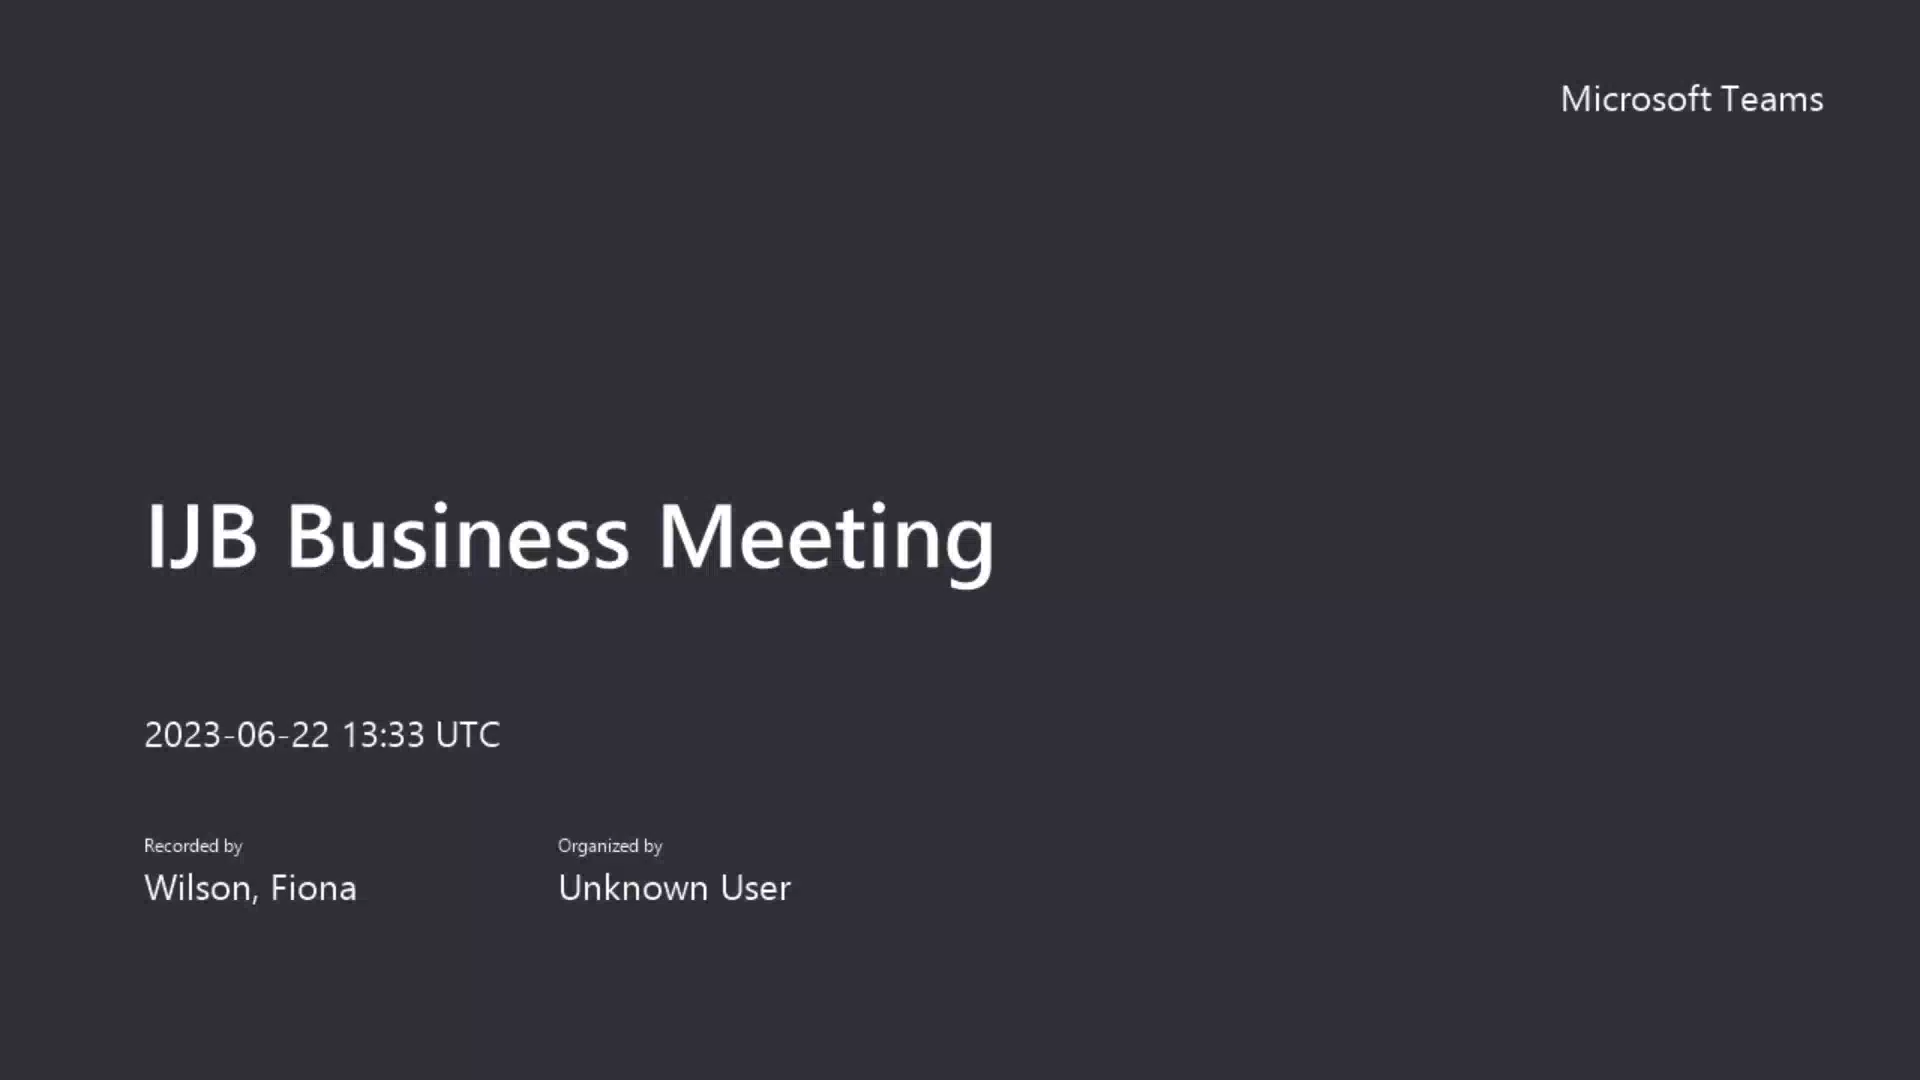 Microsoft Teams
IJB Business Meeting
2023-06-22 13:33 UTC
Recorded by
Wilson, Fiona
Organized by
Unknown User